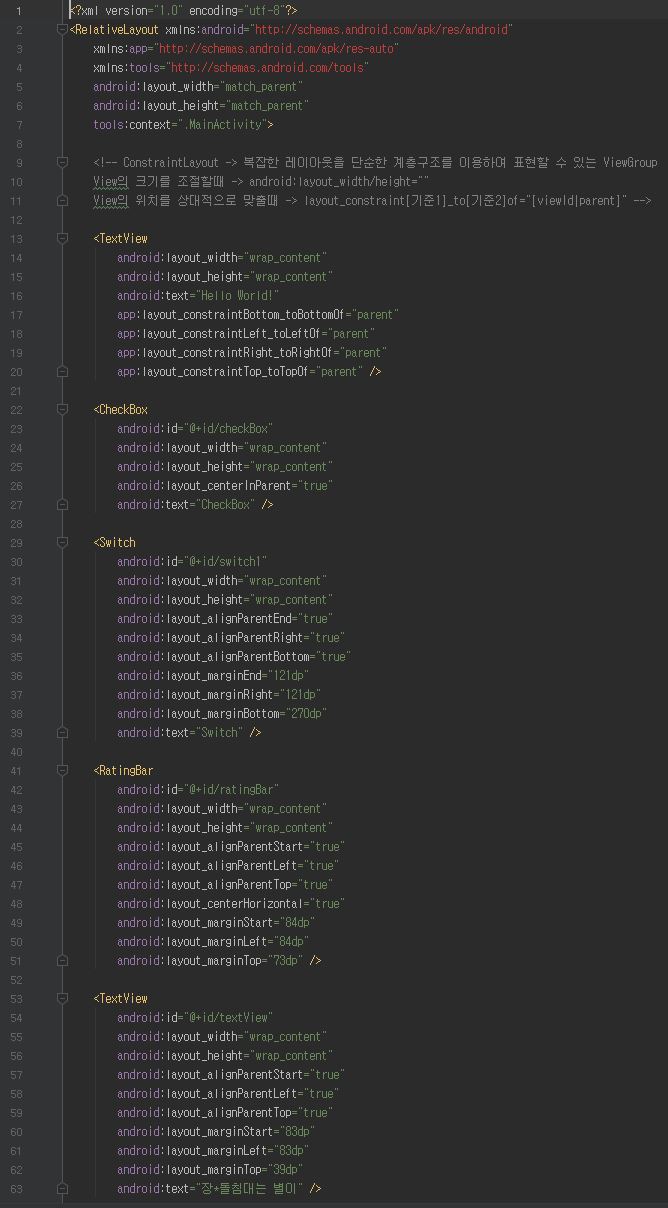 1 <?xml version="1.0" encoding="utf-8"?>
2 <RelativeLayout xmlns:android="http://schemas.android.com/apk/res/android"
3 xmlns:app="http://schemas.android.com/apk/res-auto"
4 xmlns:tools="http://schemas.android.com/tools"
5 android:layout_width="match_parent"
6 android:layout_height="match_parent"
7 tools:context=".MainActivity">
8
9 <!-- ConstraintLayout -> 복잡한 레이아웃을 단순한 계층구조를 이용하여 표현할 수 있는 ViewGroup
10 View의 크기를 조절할때 -> android:layout_width/height=""
11 View의 위치를 상대적으로 맞출때 -> layout_constraint[기준1]_to[기준2]of="[viewId|parent]" -->
12
13 <TextView
14 android:layout_width="wrap_content"
15 android:layout_height="wrap_content"
16 android:text="Hello World!"
17 app:layout_constraintBottom_toBottomOf="parent"
18 app:layout_constraintLeft_toLeftOf="parent"
19 app:layout_constraintRight_toRightOf="parent"
20 app:layout_constraintTop_toTopOf="parent" />
21
22 <CheckBox
23 android:id="@+id/checkBox"
24 android:layout_width="wrap_content"
25 android:layout_height="wrap_content"
26 android:layout_centerInParent="true"
27 android:text="CheckBox" />
28
29 <Switch
30 android:id="@+id/switch1"
31 android:layout_width="wrap_content"
32 android:layout_height="wrap_content"
33 android:layout_alignParentEnd="true"
34 android:layout_alignParentRight="true"
35 android:layout_alignParentBottom="true"
36 android:layout_marginEnd="121dp"
37 android:layout_marginRight="121dp"
38 android:layout_marginBottom="270dp"
39 android:text="Switch" />
40
41 <RatingBar
42 android:id="@+id/ratingBar"
43 android:layout_width="wrap_content"
44 android:layout_height="wrap_content"
45 android:layout_alignParentStart="true"
46 android:layout_alignParentLeft="true"
47 android:layout_alignParentTop="true"
48 android:layout_centerHorizontal="true"
49 android:layout_marginStart="84dp"
50 android:layout_marginLeft="84dp"
51 android:layout_marginTop="73dp" />
52
53 <TextView
54 android:id="@+id/textView"
55 android:layout_width="wrap_content"
56 android:layout_height="wrap_content"
57 android:layout_alignParentStart="true"
58 android:layout_alignParentLeft="true"
59 android:layout_alignParentTop="true"
60 android:layout_marginStart="83dp"
61 android:layout_marginLeft="83dp"
62 android:layout_marginTop="39dp"
63 android:text="장*돌침대는 별이" />